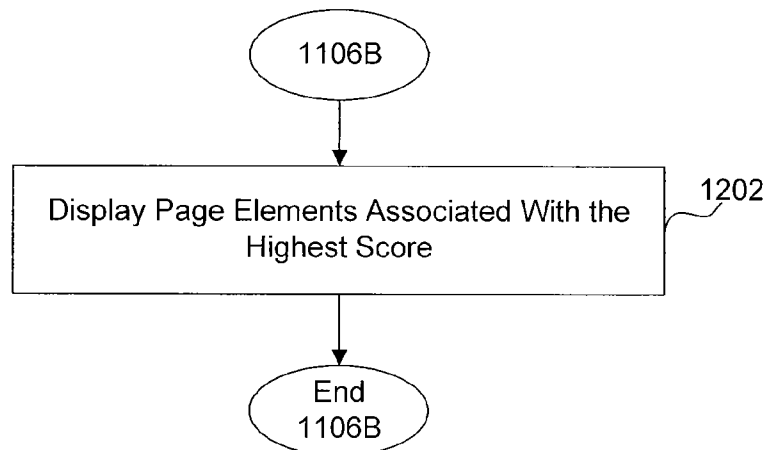 1106B
Display Page Elements Associated With the
Highest Score
1202
End
1106B